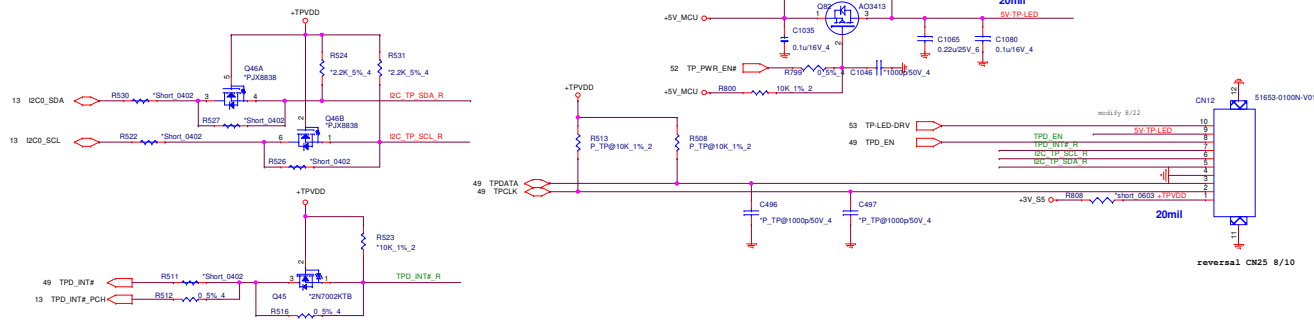 +TPVDD
R524
*2.2K_5%_4
R531
*2.2K_5%_4
Q46A
*PJX8838
5
3
4
13 I2C0_SDA
R530
*Short_0402
I2C_TP_SDA_R
R527
*Short_0402
2
Q46B
*PJX8838
13 I2C0_SCL
R522
*Short_0402
6
1
I2C_TP_SCL_R
R526
*Short_0402
+TPVDD
R523
*10K_1%_2
2
49 TPD_INT#
R511
*Short_0402
3
1
TPD_INT#_R
13 TPD_INT#_PCH
R512
0_5%_4
Q45
*2N7002KTB
R516
0_5%_4
20mil
+5V_MCU
Q82
AO3413
1
3
5V-TP-LED
2
C1035
0.1u/16V_4
C1065
0.22u/25V_6
C1080
0.1u/16V_4
52 TP_PWR_EN#
R799
0_5%_4
C1046
*1000p/50V_4
+5V_MCU
R800
10K_1%_2
+TPVDD
R513
P_TP@10K_1%_2
R508
P_TP@10K_1%_2
49 TPDATA
49 TPCLK
C496
*P_TP@1000p/50V_4
C497
*P_TP@1000p/50V_4
modify 8/22
CN12
51653-0100N-V01
12
53 TP-LED-DRV
10
5V-TP-LED
9
49 TPD_EN
TPD_EN
8
TPD_INT#_R
7
I2C_TP_SCL_R
6
I2C_TP_SDA_R
5
4
3
2
1
+3V_S5
R808
*short_0603
+TPVDD
20mil
11
reversal CN25 8/10